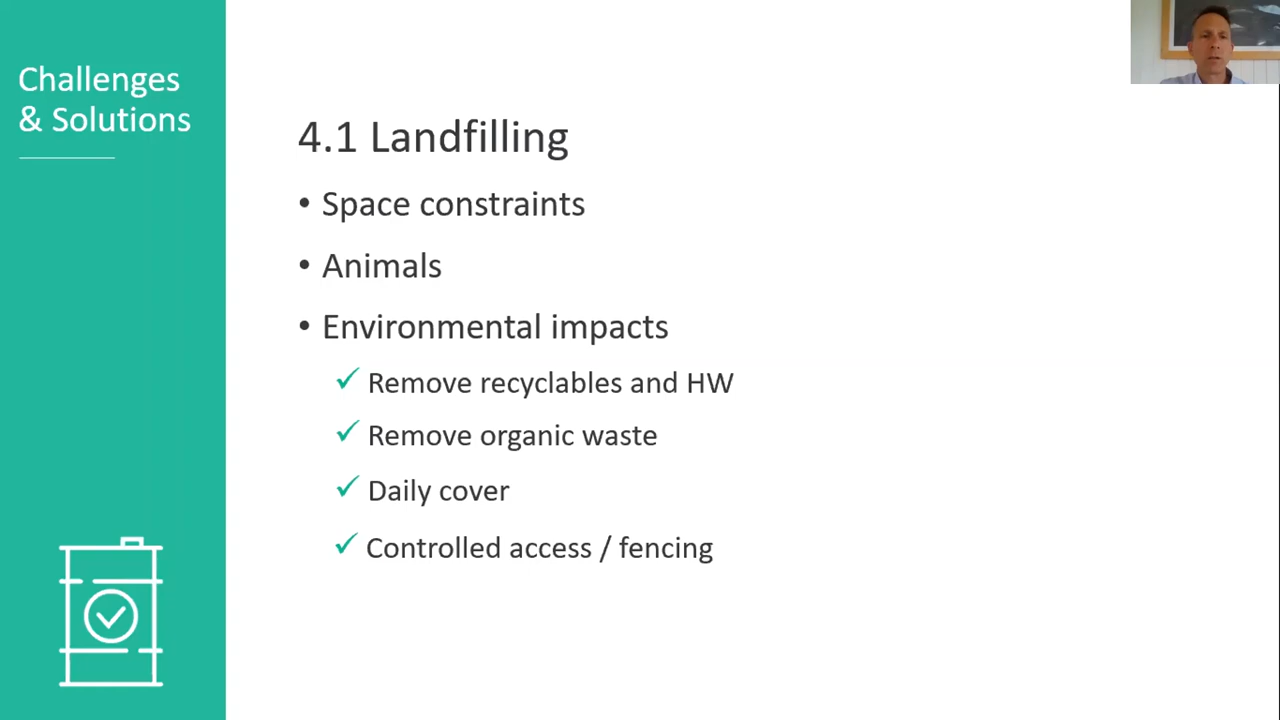 Challenges
& Solutions
4.1 Landfilling
• Space constraints
• Animals
• Environmental impacts
✓ Remove recyclables and HW
✓ Remove organic waste
✓ Daily cover
✓ Controlled access / fencing